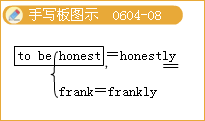 手写板图示 0604-08
to be honest,=honestly
frank=frankly